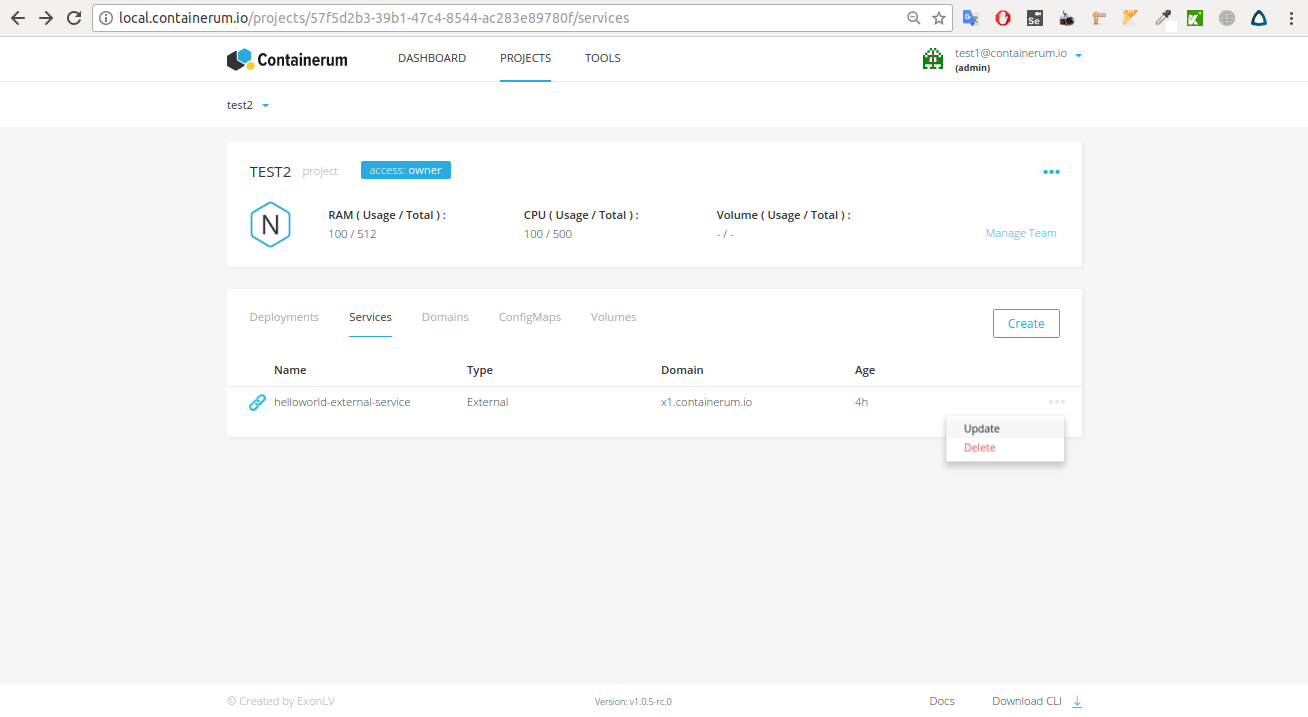 local.containerum.io/projects/57f5d2b3-39b1-47c4-8544-ac283e89780f/services
Se
Containerum
DASHBOARD PROJECTS TOOLS
test1@containerum.io
(admin)
test2
TEST2 project access: owner
N
RAM ( Usage / Total ) : CPU ( Usage / Total ) : Volume ( Usage / Total ) :
100 / 512 100 / 500 - / -
Manage Team
Deployments Services Domains ConfigMaps Volumes
Create
Name Type Domain Age
helloworld-external-service External x1.containerum.io 4h
Update
Delete
© Created by ExonLV Version: v1.0.5-rc.0 Docs Download CLI